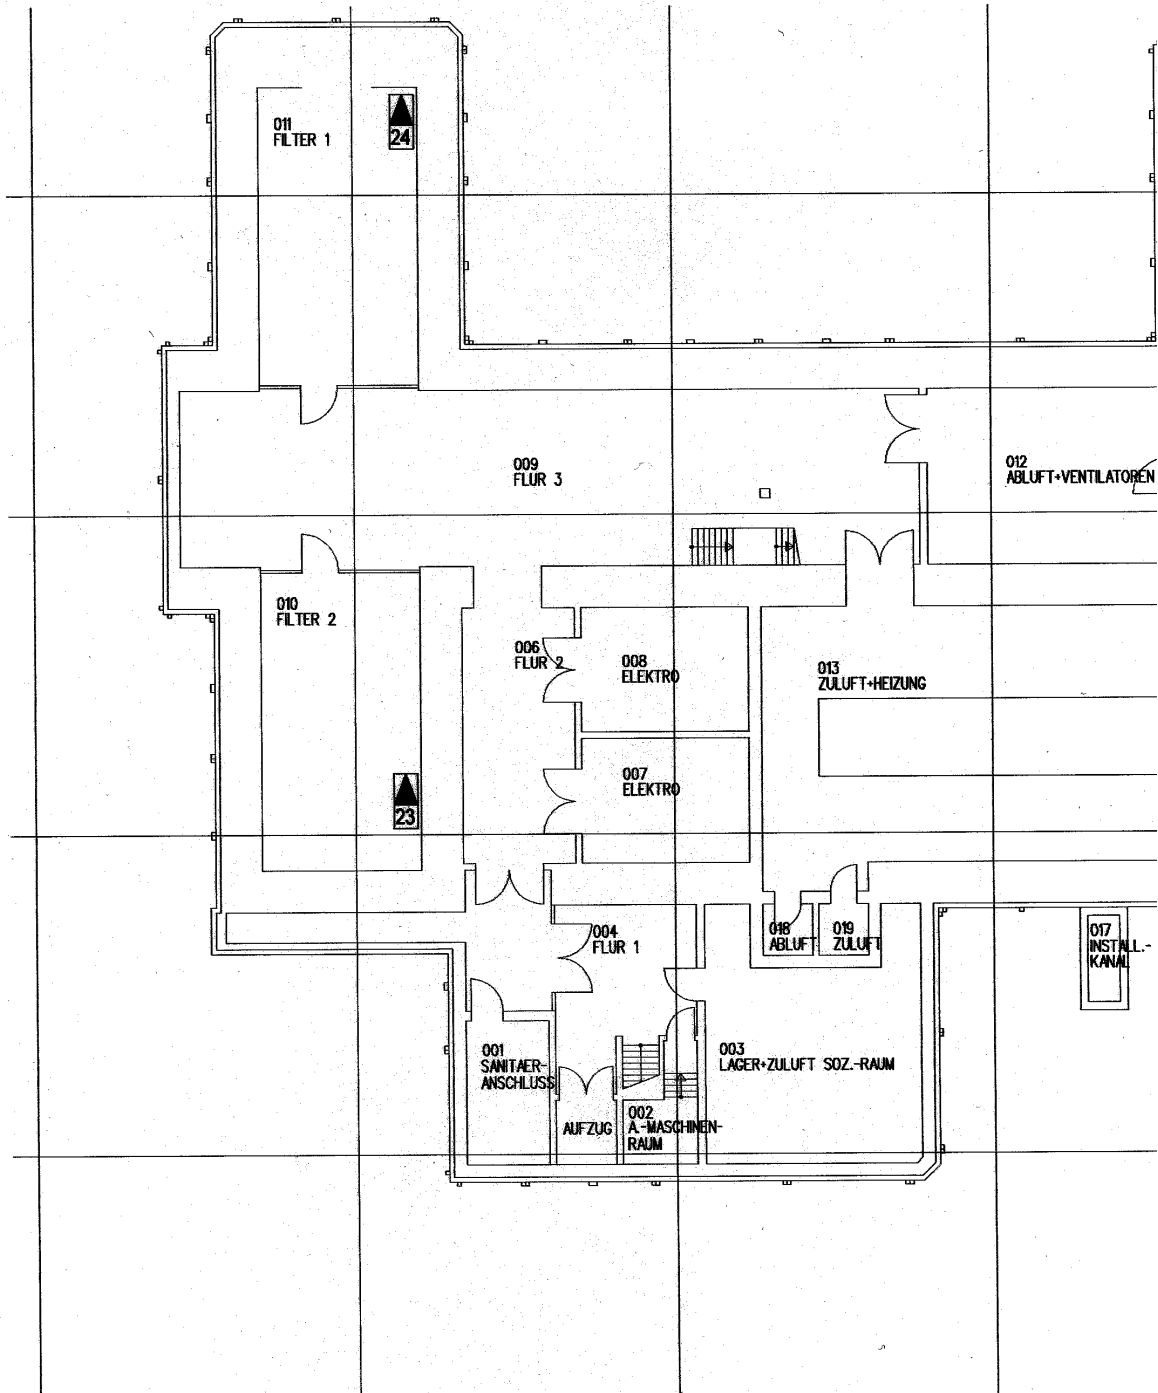 011
FILTER 1
24
009
FLUR 3
012
ABLUFT+VENTILATOREN
010
FILTER 2
006
FLUR 2
008
ELEKTRO
013
ZULUFT+HEIZUNG
007
ELEKTRO
23
004
FLUR 1
018
ABLUFT
019
ZULUFT
017
INSTALL.-
KANAL
001
SANITAER-
ANSCHLUSS
003
LAGER+ZULUFT SOZ.-RAUM
AUFZUG
002
A.-MASCHINEN-
RAUM